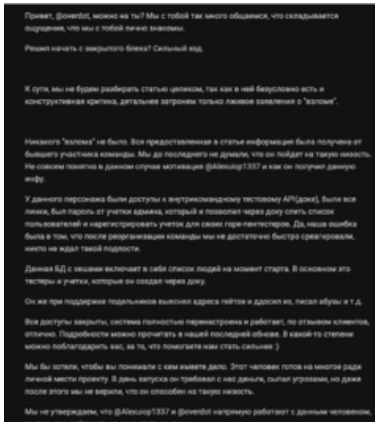 Привет, @overdot, можно на ты? Мы с тобой так много общаемся, что складывается
ощущение, что мы с тобой лично знакомы.
Решил начать с закрытого блека? Сильный ход.
К сути, мы не будем разбирать статью целиком, так как в ней безусловно есть и
конструктивная критика, детальнее затронем только лживое заявления о "взломе".
Никакого "взлома" не было. Вся предоставленная в статье информация была получена от
бывшего участника команды. Мы до последнего не думали, что он пойдет на такую низость.
Не совсем понятна в данном случае мотивация @Alexuiop1337 и как он получил данную
инфу.
У данного персонажа были доступы к внутрикомандному тестовому API(доке), были все
линки, был пароль от учетки админа, который и позволил через доку слить список
пользователей и нарегистрировать учеток для своих горе-пентестеров. Да, наша ошибка
была в том, что после реорганизации команды мы не достаточно быстро среагировали,
никто не ждал такой подлости.
Данная БД с хешами включает в себя список людей на момент старта. В основном это
тестеры и учетки, которые он создал через доку.
Он же при поддержке подельников выяснял адреса гейтов и ддосил их, писал абузы и т.д.
Все доступы закрыты, система полностью перенастроена и работает, по отзывом клиентов,
отлично. Подробности можно прочитать в нашей последней обнове. В какой-то степени
можно поблагодарить вас, за то, что помогаете нам стать сильнее :)
Мы бы хотели, чтобы вы понимали с кем имеете дело. Этот человек готов на многое ради
личной мести проекту. В день запуска он требовал с нас деньги, сыпал угрозами, но даже
после этого мы не верили, что он способен на такую низость.
Мы не утверждаем, что @Alexuiop1337 и @overdot напрямую работают с данным человеком,